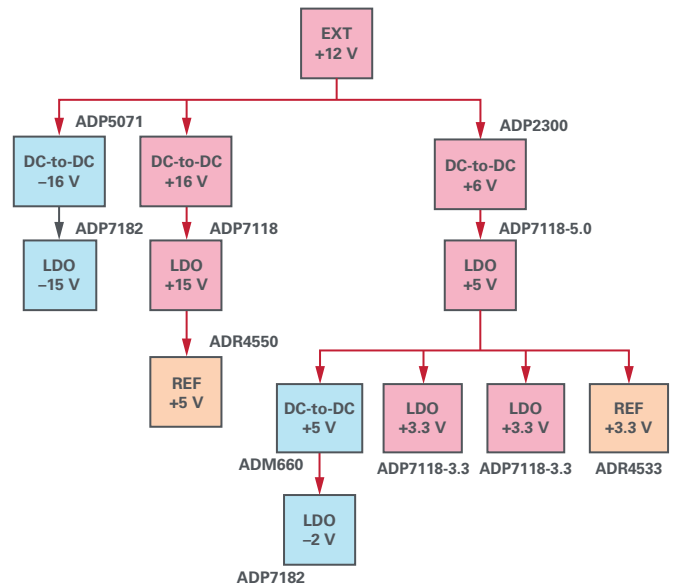 EXT
+12 V
ADP5071
ADP2300
DC-to-DC
–16 V
DC-to-DC
+16 V
DC-to-DC
+6 V
ADP7182
ADP7118
ADP7118-5.0
LDO
–15 V
LDO
+15 V
LDO
+5 V
ADR4550
REF
+5 V
DC-to-DC
+5 V
LDO
+3.3 V
LDO
+3.3 V
REF
+3.3 V
ADM660
ADP7118-3.3
ADP7118-3.3
ADR4533
LDO
–2 V
ADP7182